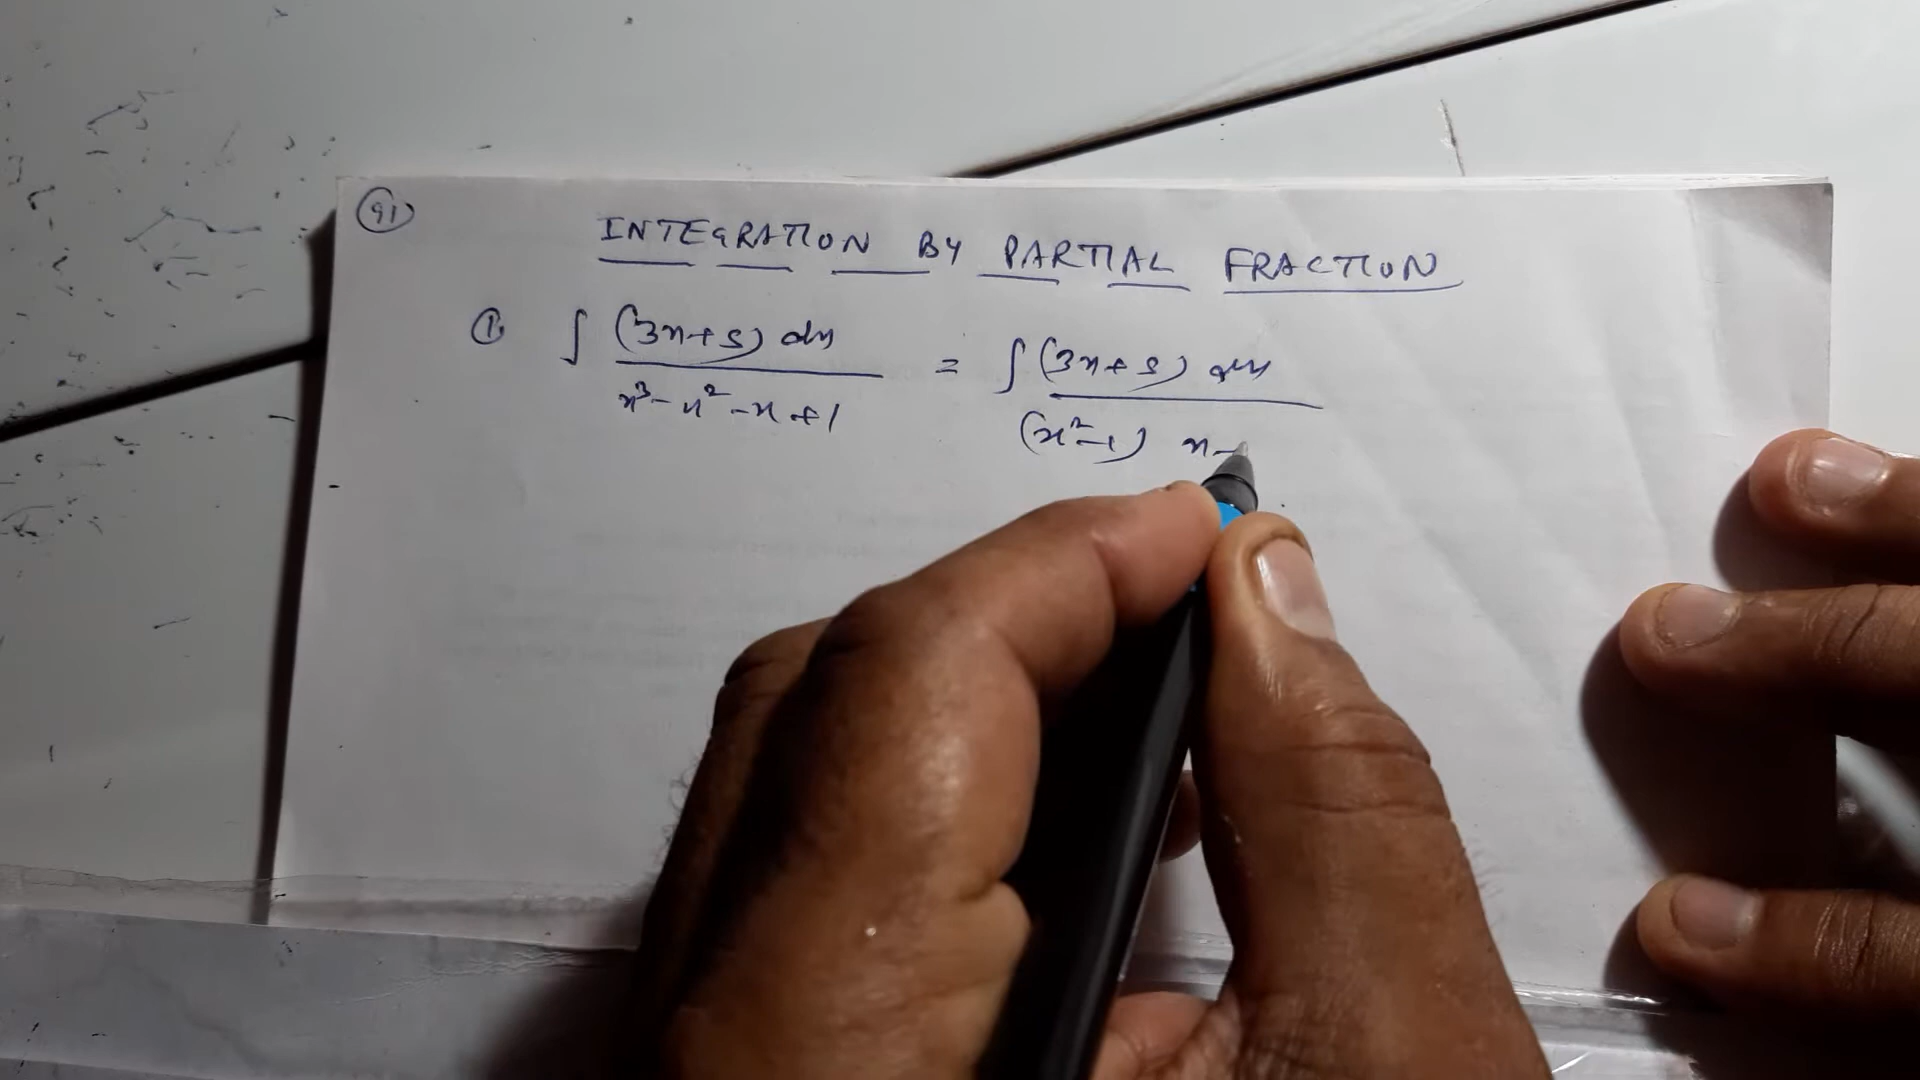 91
INTEGRATION BY PARTIAL FRACTION
1. ∫ (3x+5) dx / x³-x²-x+1 = ∫ (3x+5) dx / (x²-1) x-